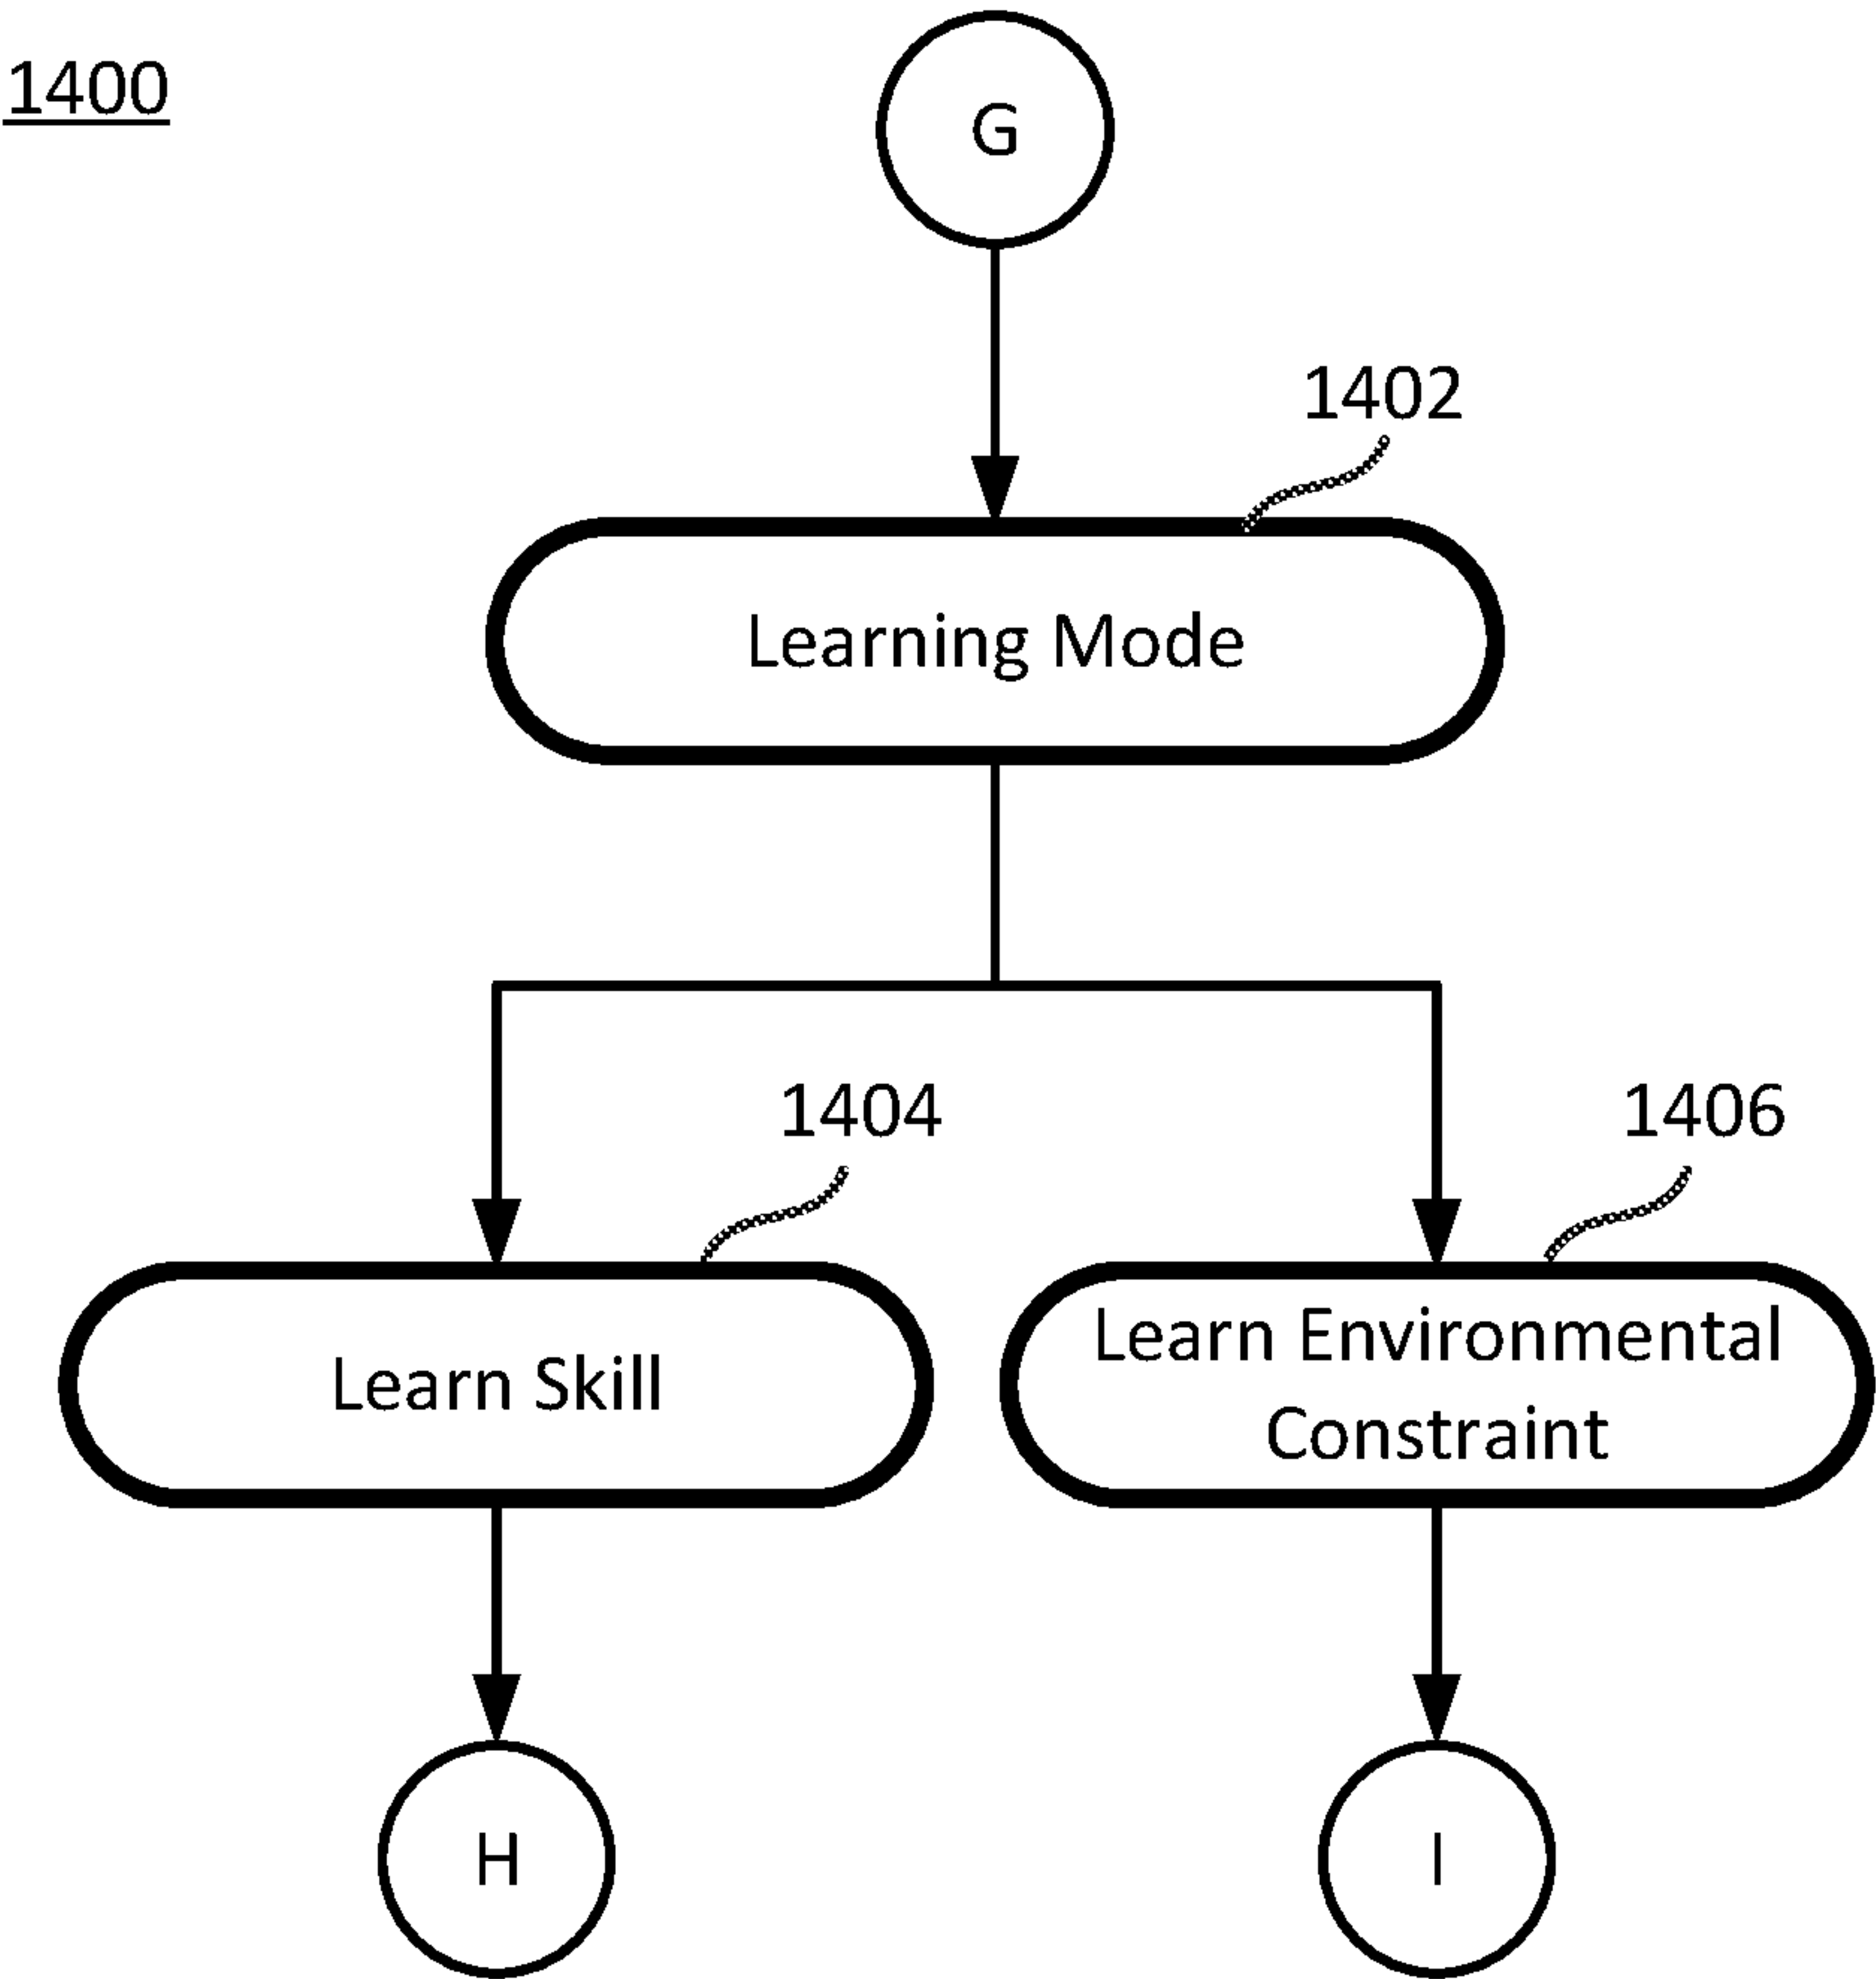 1400
G
1402
Learning Mode
1404
1406
Learn Skill
Learn Environmental
Constraint
H
I